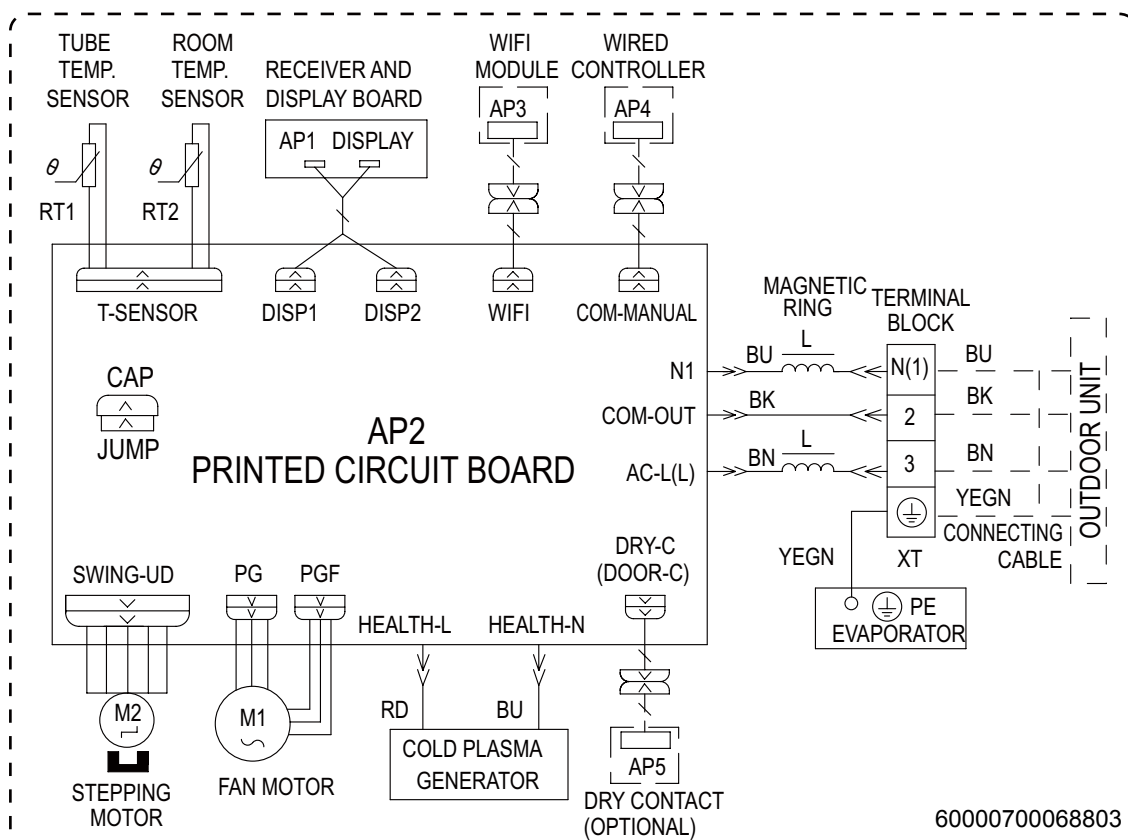 TUBE
TEMP.
SENSOR
ROOM
TEMP.
SENSOR
RECEIVER AND
DISPLAY BOARD
AP1 DISPLAY
WIFI
MODULE
AP3
WIRED
CONTROLLER
AP4
θ
RT1
θ
RT2
T-SENSOR
DISP1
DISP2
WIFI
COM-MANUAL
CAP
JUMP
AP2
PRINTED CIRCUIT BOARD
MAGNETIC
RING
TERMINAL
BLOCK
N1
BU
L
N(1)
BU
COM-OUT
BK
2
BK
AC-L(L)
BN
L
3
BN
YEGN
XT
CONNECTING
CABLE
OUTDOOR UNIT
YEGN
PE
EVAPORATOR
SWING-UD
PG
PGF
HEALTH-L
HEALTH-N
DRY-C
(DOOR-C)
M2
STEPPING
MOTOR
M1
FAN MOTOR
RD
BU
COLD PLASMA
GENERATOR
AP5
DRY CONTACT
(OPTIONAL)
60000700068803